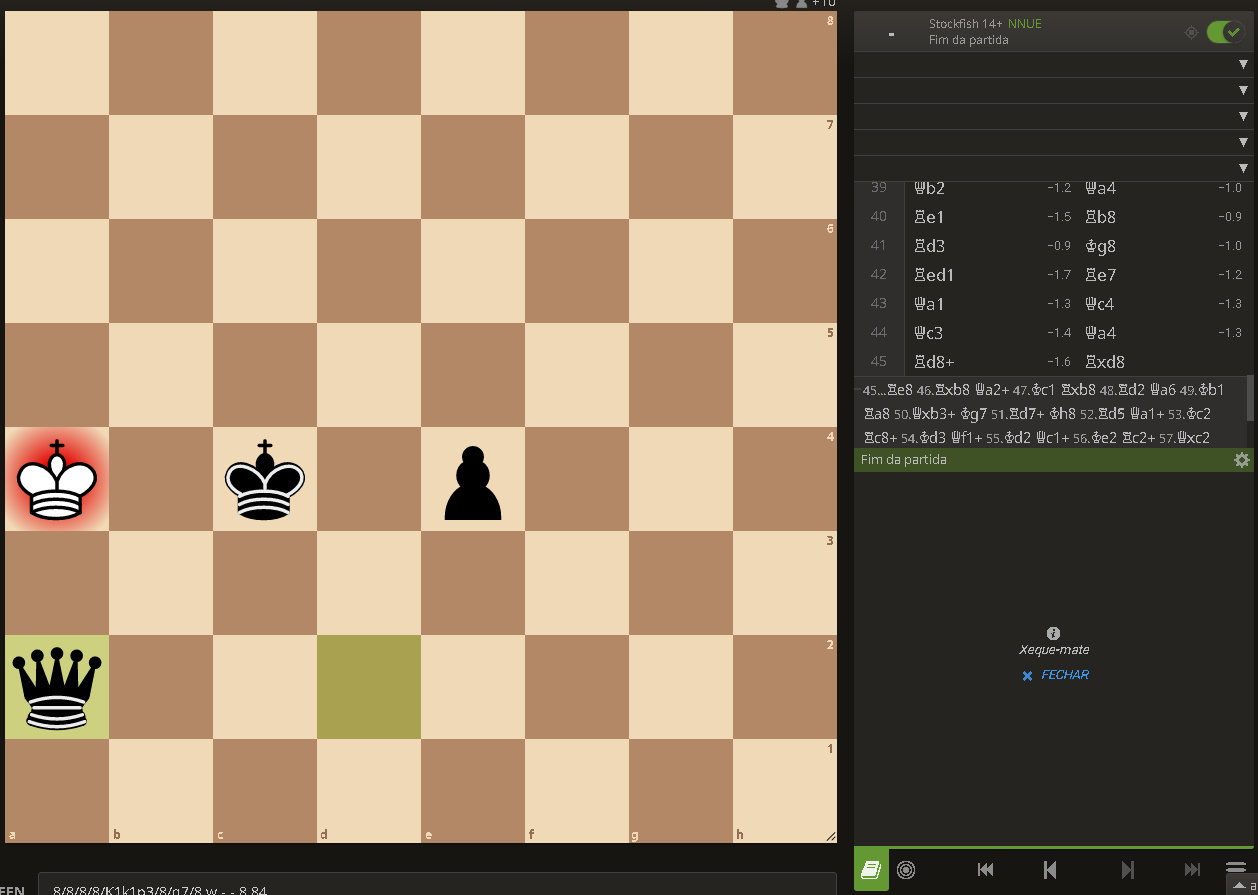 +10
8
7
6
5
4
3
2
1
a b c d e f g h
FEN 8/8/8/8/K1k1p3/8/q7/8 w - - 8 84
-
Stockfish 14+ NNUE
Fim da partida
39 ♕b2 −1.2 ♕a4 −1.0
40 ♖e1 −1.5 ♖b8 −0.9
41 ♖d3 −0.9 ♔g8 −1.0
42 ♖ed1 −1.7 ♖e7 −1.2
43 ♕a1 −1.3 ♕c4 −1.3
44 ♕c3 −1.4 ♕a4 −1.3
45 ♖d8+ −1.6 ♖xd8
45...♖e8 46.♖xb8 ♕a2+ 47.♔c1 ♖xb8 48.♖d2 ♕a6 49.♔b1
♖a8 50.♕xb3+ ♔g7 51.♖d7+ ♔h8 52.♖d5 ♕a1+ 53.♔c2
♖c8+ 54.♔d3 ♕f1+ 55.♔d2 ♕c1+ 56.♔e2 ♖c2+ 57.♕xc2
Fim da partida
Xeque-mate
FECHAR
a